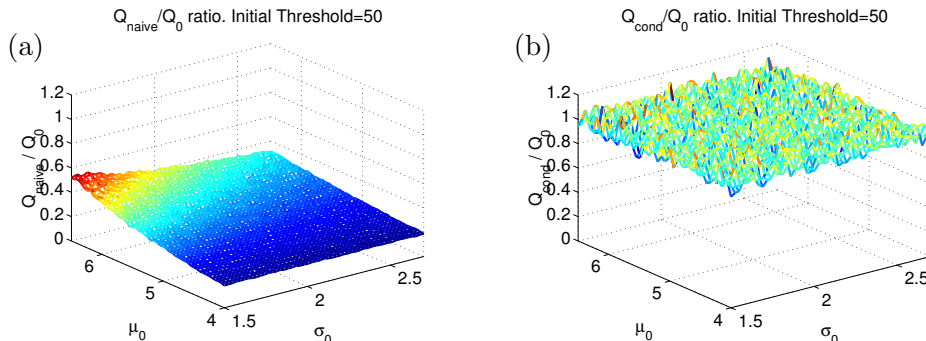 Q_naive/Q_0 ratio. Initial Threshold=50
(a)
1.2
1
0.8
0.6
0.4
0.2
0
Q_naive / Q_0
6
5
4
μ_0
1.5
2
2.5
σ_0
Q_cond/Q_0 ratio. Initial Threshold=50
(b)
1.2
1
0.8
0.6
0.4
0.2
0
Q_cond / Q_0
6
5
4
μ_0
1.5
2
2.5
σ_0